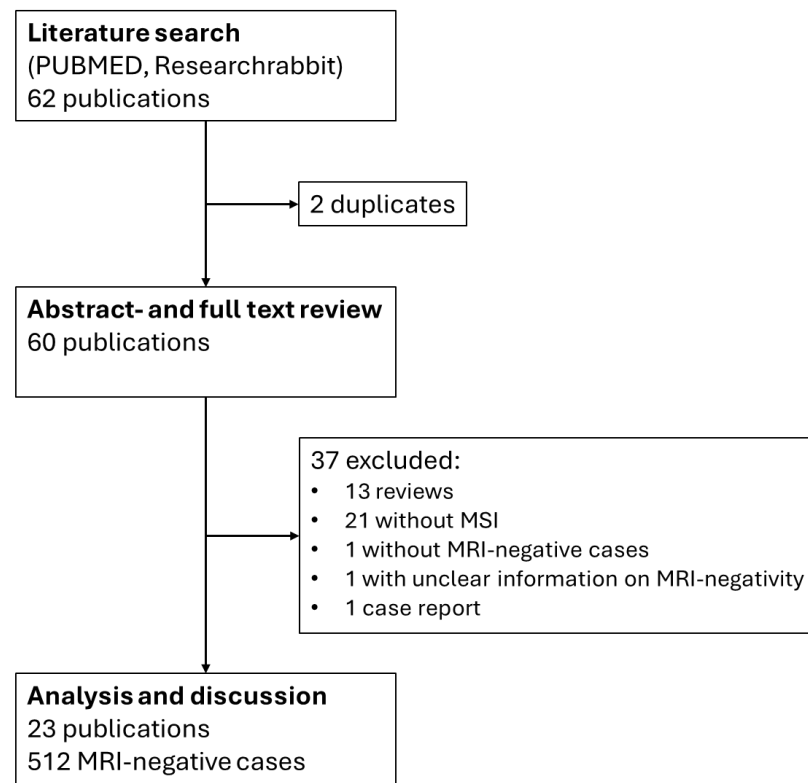 Literature search
(PUBMED, Researchrabbit)
62 publications
2 duplicates
Abstract- and full text review
60 publications
37 excluded:
• 13 reviews
• 21 without MSI
• 1 without MRI-negative cases
• 1 with unclear information on MRI-negativity
• 1 case report
Analysis and discussion
23 publications
512 MRI-negative cases